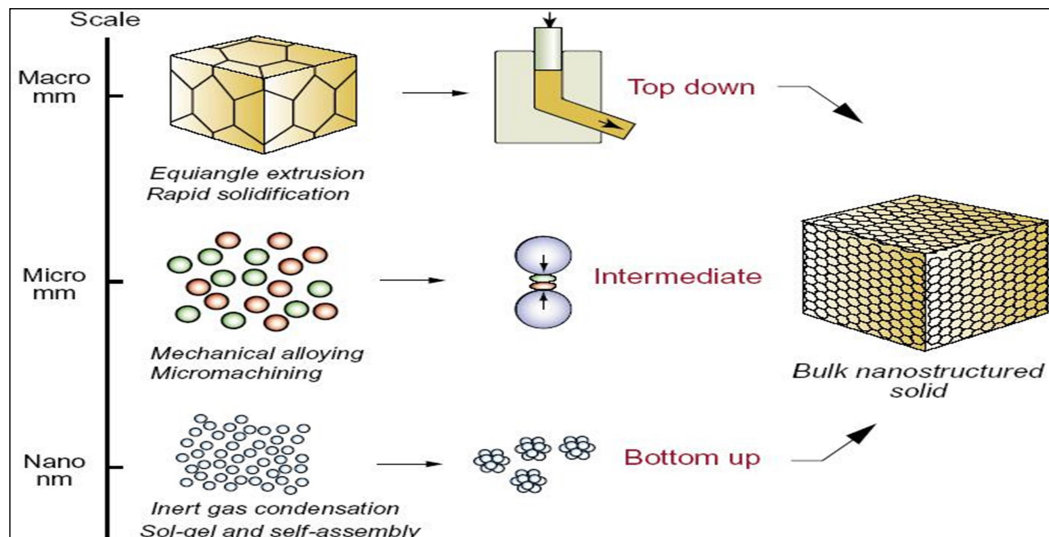 Scale
Macro
mm
Top down
Equiangle extrusion
Rapid solidification
Micro
mm
Intermediate
Mechanical alloying
Micromachining
Bulk nanostructured
solid
Nano
nm
Bottom up
Inert gas condensation
Sol-gel and self-assembly